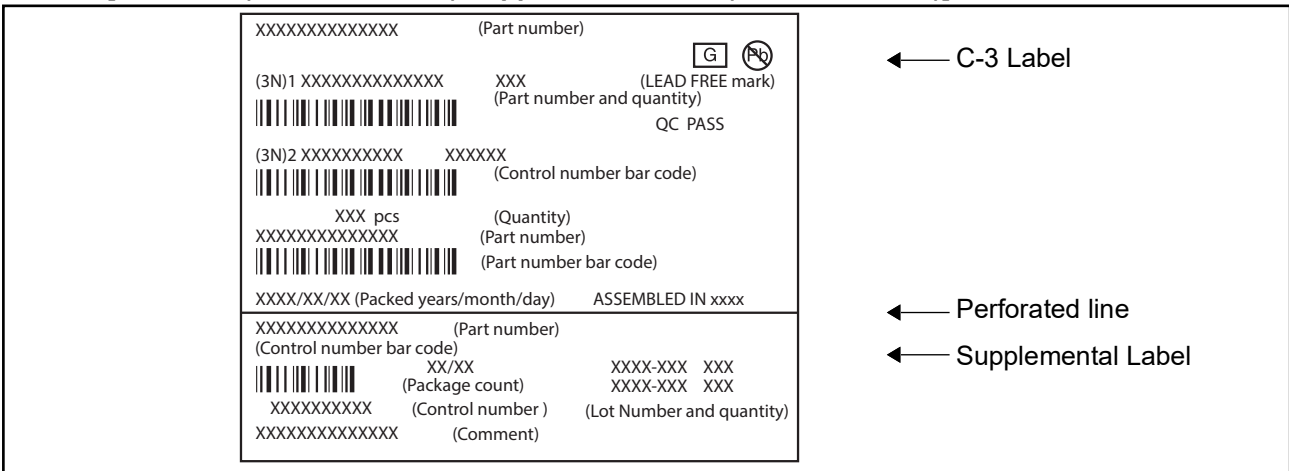 XXXXXXXXXXXXXX (Part number)
G Pb
C-3 Label
(3N)1 XXXXXXXXXXXXXX XXX (LEAD FREE mark)
(Part number and quantity)
QC PASS
(3N)2 XXXXXXXXXX XXXXXX
(Control number bar code)
XXX pcs (Quantity)
XXXXXXXXXXXXXX (Part number)
(Part number bar code)
XXXX/XX/XX (Packed years/month/day) ASSEMBLED IN xxxx
Perforated line
XXXXXXXXXXXXXX (Part number)
(Control number bar code)
Supplemental Label
XX/XX XXXX-XXX XXX
(Package count) XXXX-XXX XXX
XXXXXXXXXX (Control number ) (Lot Number and quantity)
XXXXXXXXXXXXXX (Comment)